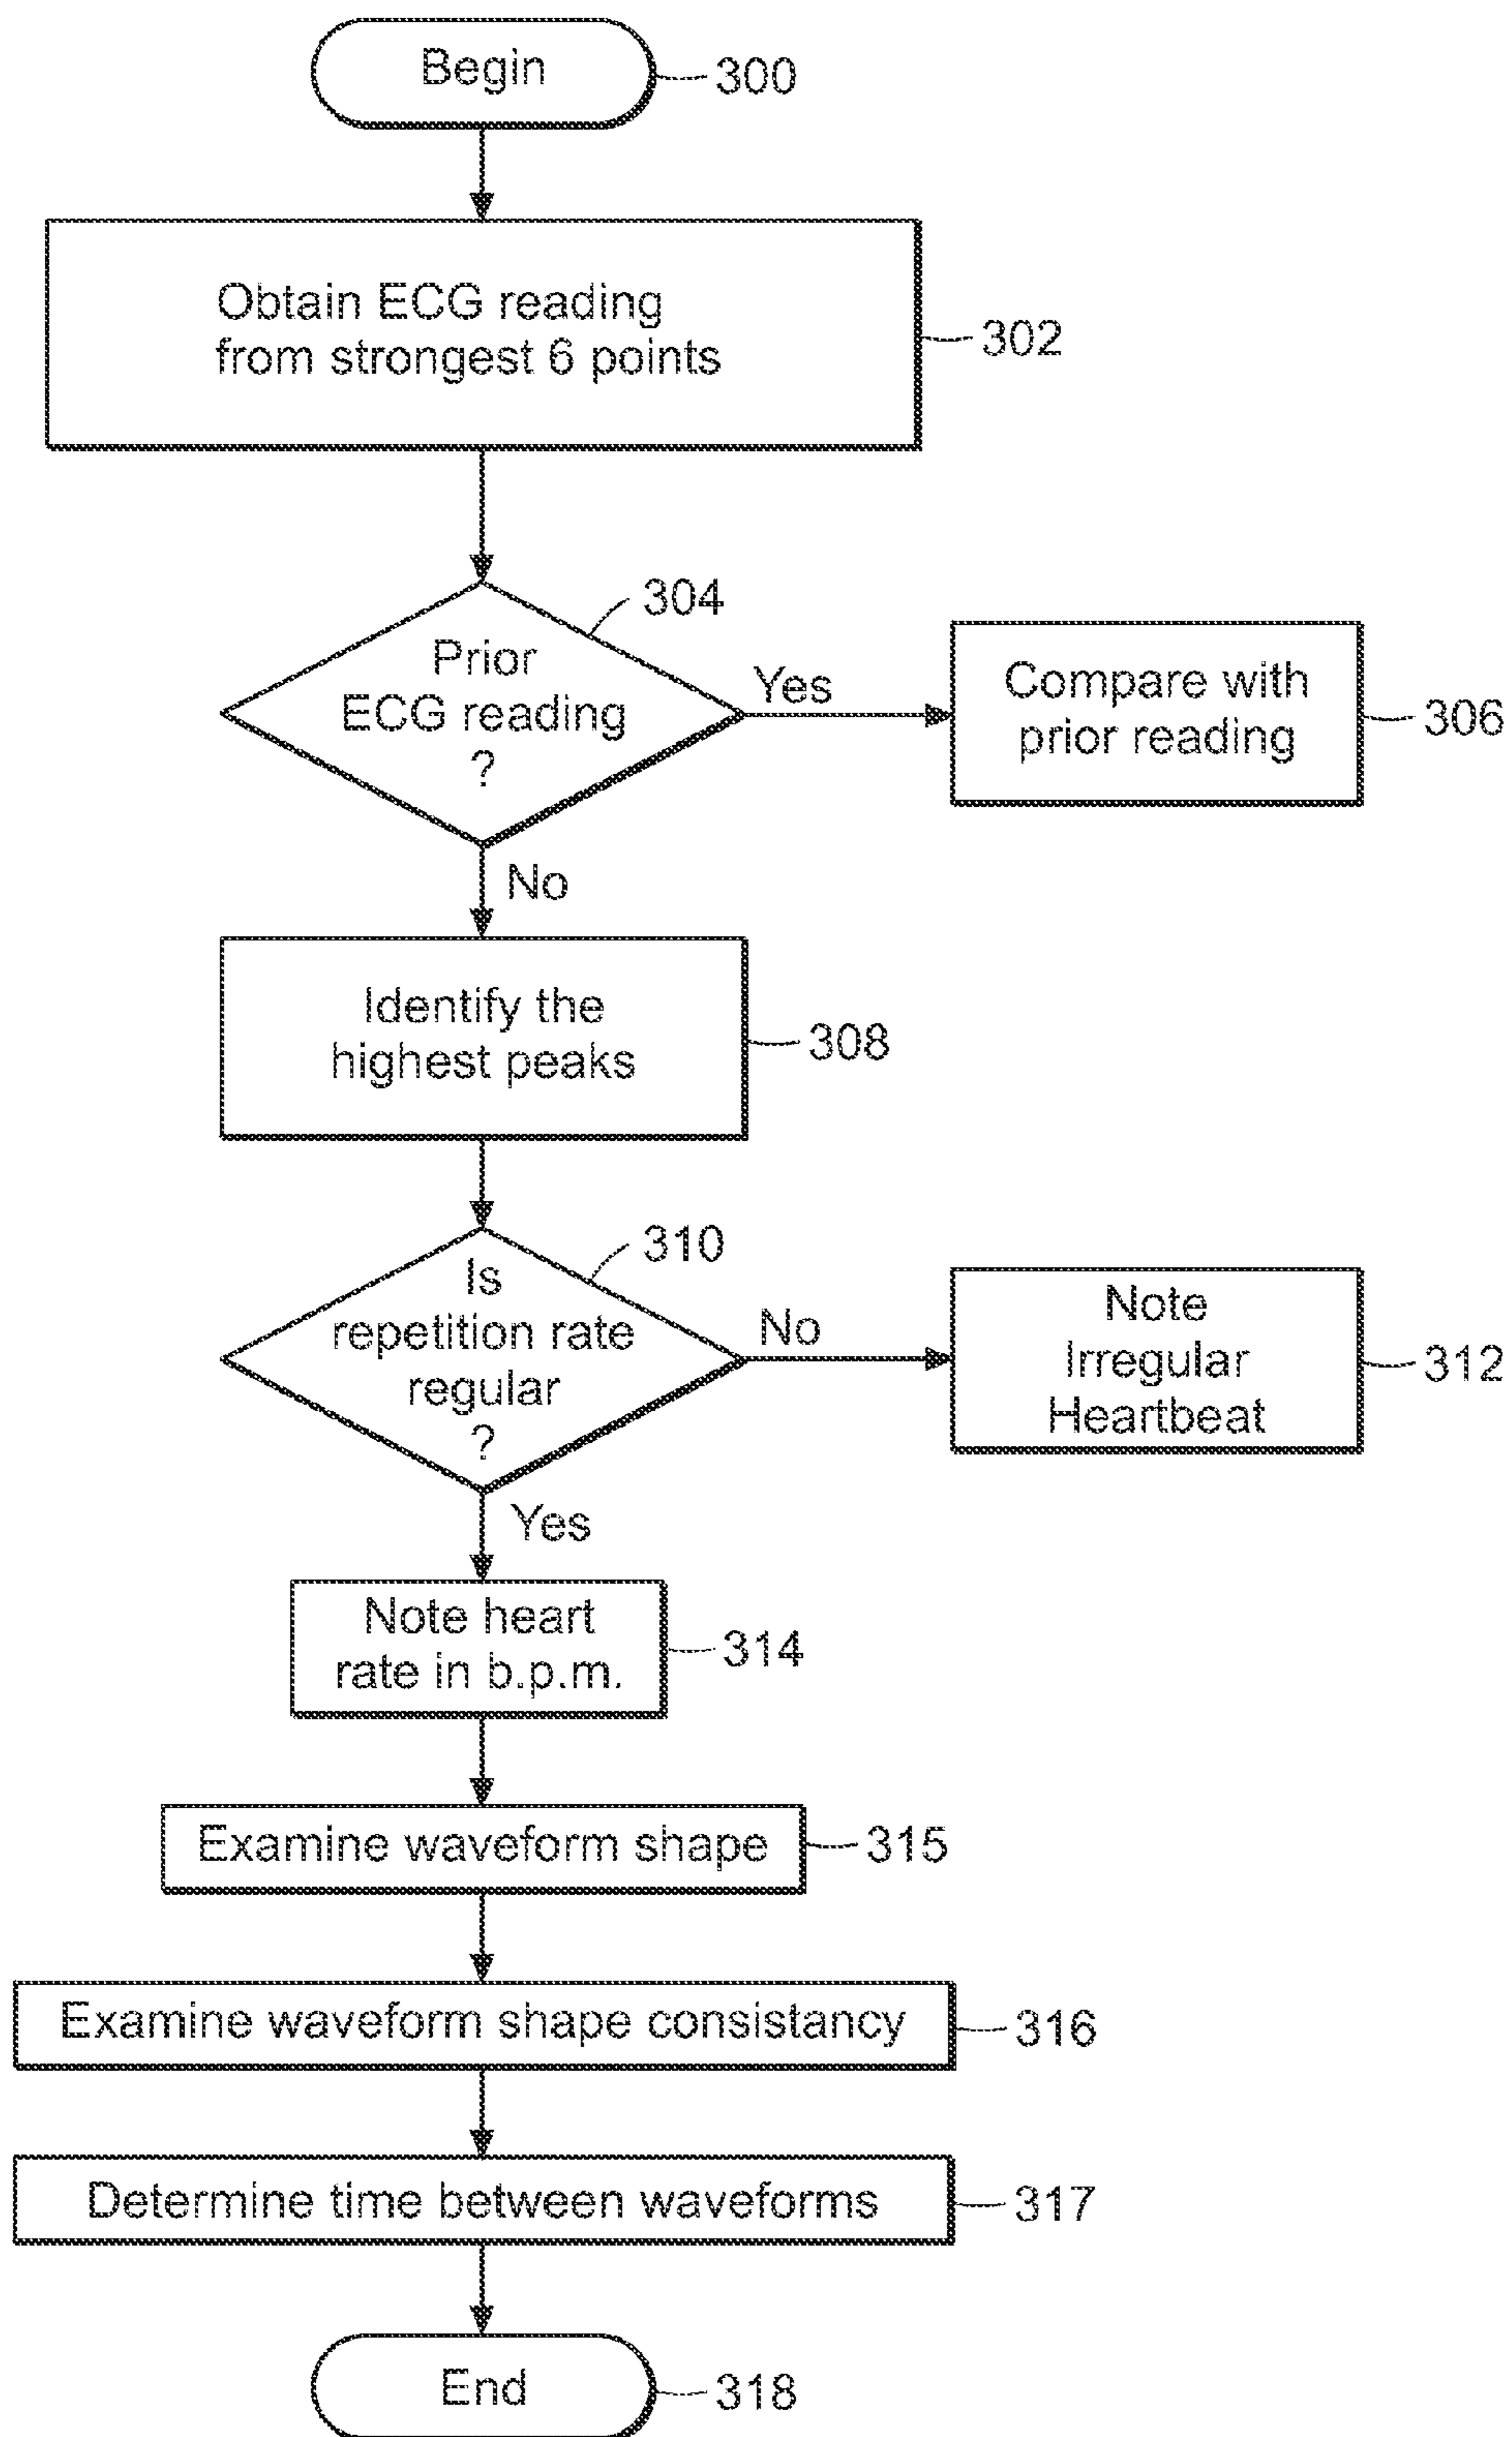 Begin
300
Obtain ECG reading
from strongest 6 points
302
304
Prior
ECG reading
?
Yes
Compare with
prior reading
306
No
Identify the
highest peaks
308
310
Is
repetition rate
regular
?
No
Note
Irregular
Heartbeat
312
Yes
Note heart
rate in b.p.m.
314
Examine waveform shape
315
Examine waveform shape consistancy
316
Determine time between waveforms
317
End
318